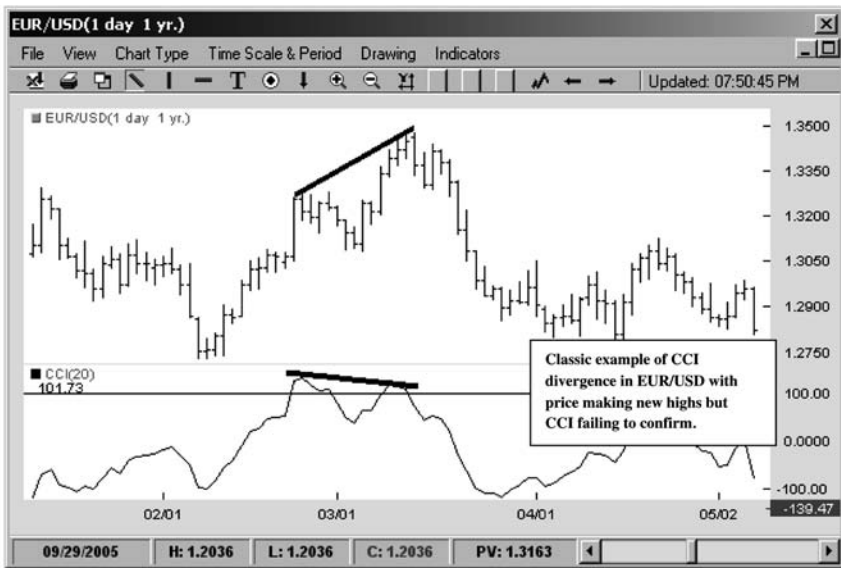 EUR/USD(1 day 1 yr.)
File View Chart Type Time Scale & Period Drawing Indicators
T Updated: 07:50:45 PM
EUR/USD(1 day 1 yr.)
1.3500
1.3350
1.3200
1.3050
1.2900
1.2750
Classic example of CCI
divergence in EUR/USD with
price making new highs but
CCI failing to confirm.
CCI(20)
101.73
100.00
0.0000
-100.00
-139.47
02/01 03/01 04/01 05/02
09/29/2005 H: 1.2036 L: 1.2036 C: 1.2036 PV: 1.3163